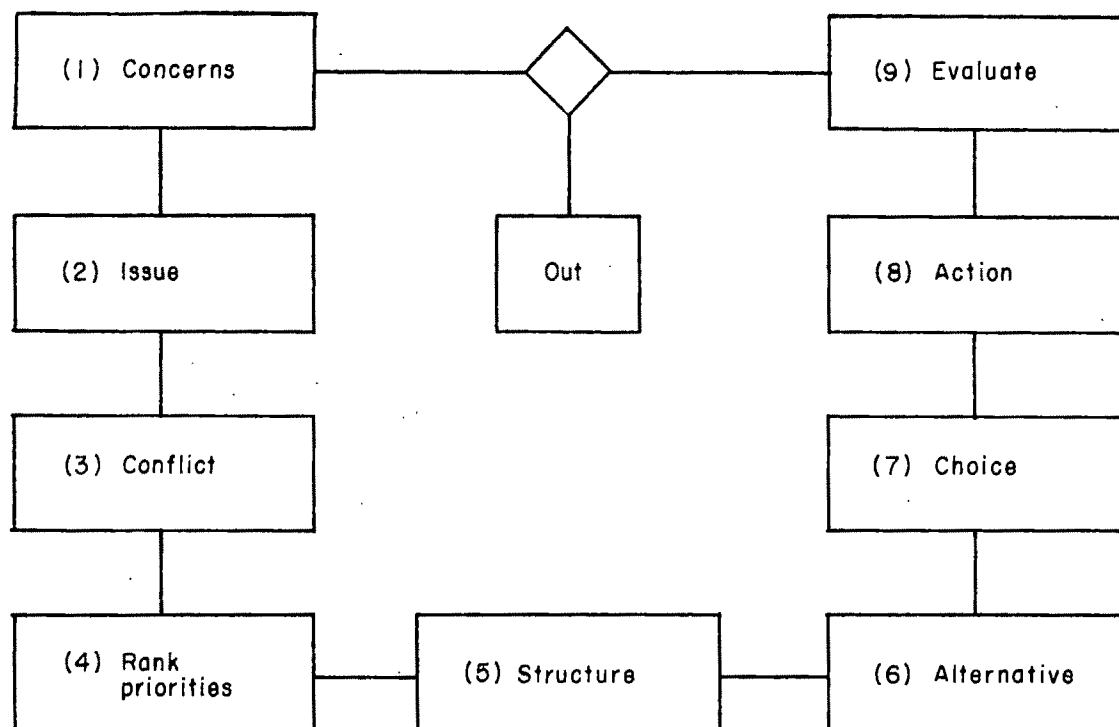 (1) Concerns
(9) Evaluate
(2) Issue
Out
(8) Action
(3) Conflict
(7) Choice
(4) Rank
priorities
(5) Structure
(6) Alternative